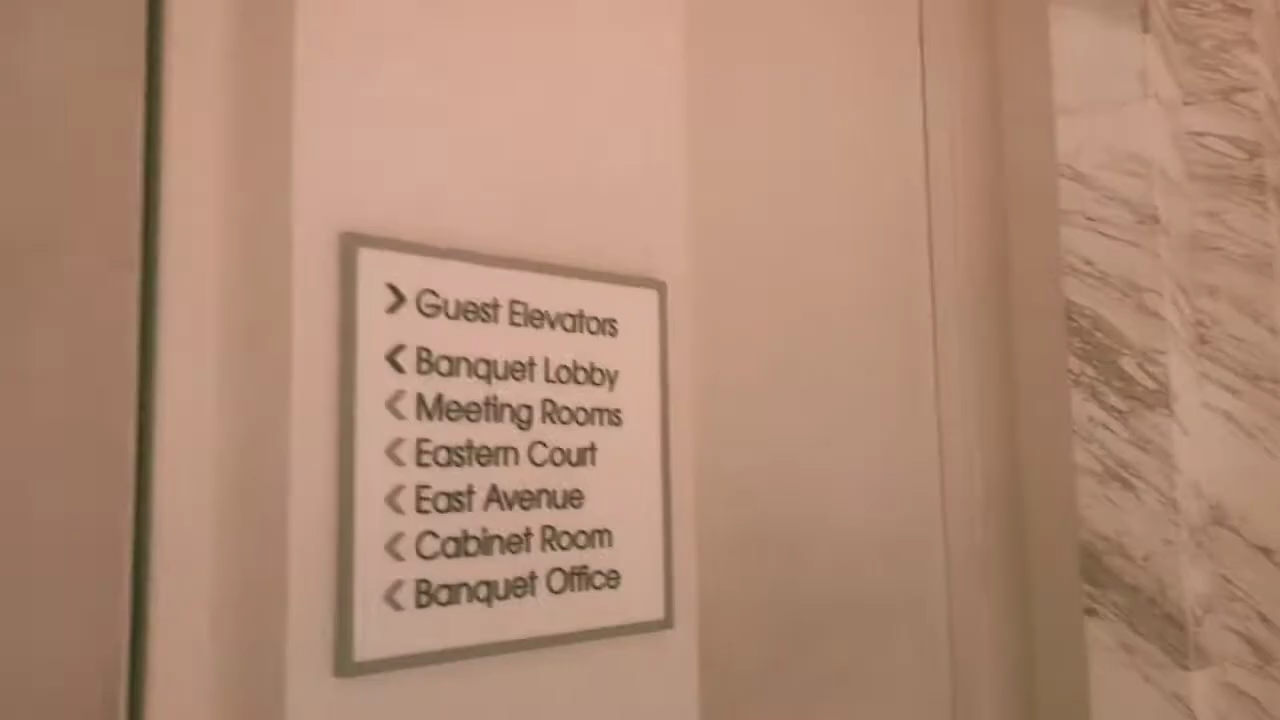 > Guest Elevators
< Banquet Lobby
< Meeting Rooms
< Eastern Court
< East Avenue
< Cabinet Room
< Banquet Office